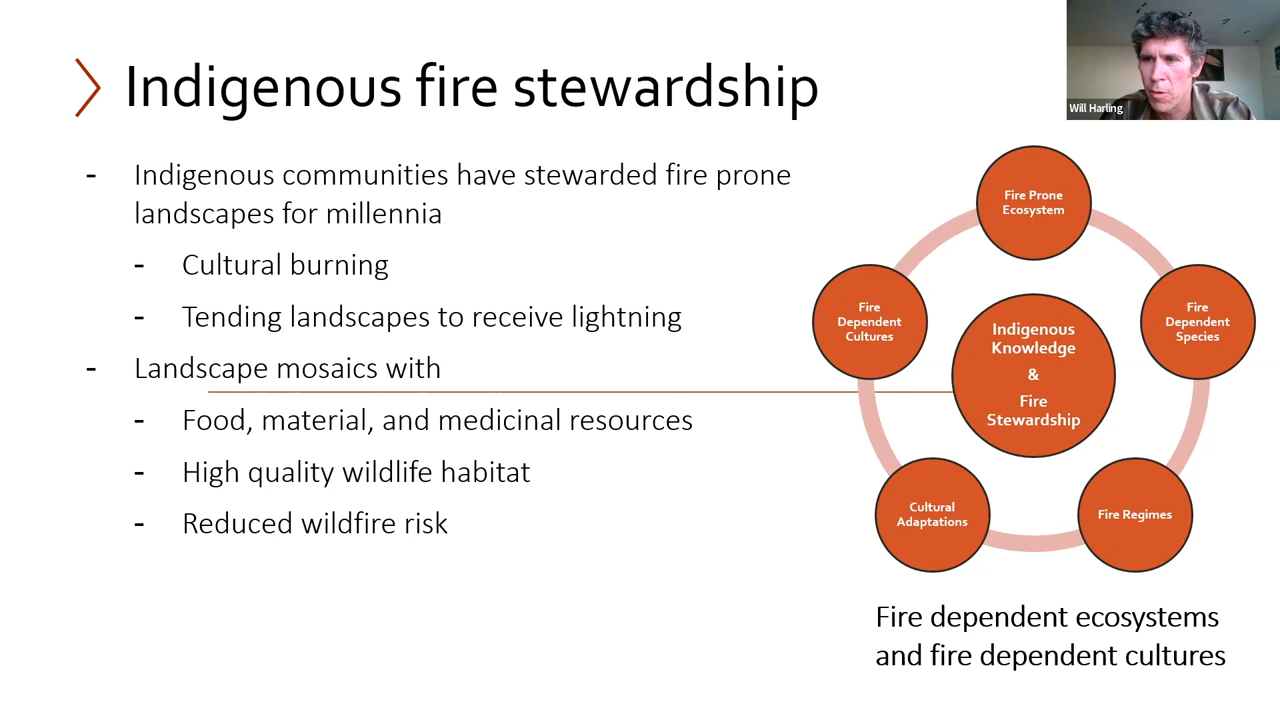 Indigenous fire stewardship
Will Harling
- Indigenous communities have stewarded fire prone
landscapes for millennia
- Cultural burning
- Tending landscapes to receive lightning
- Landscape mosaics with
- Food, material, and medicinal resources
- High quality wildlife habitat
- Reduced wildfire risk
Fire Prone
Ecosystem
Fire
Dependent
Species
Fire Regimes
Cultural
Adaptations
Fire
Dependent
Cultures
Indigenous
Knowledge
&
Fire
Stewardship
Fire dependent ecosystems
and fire dependent cultures